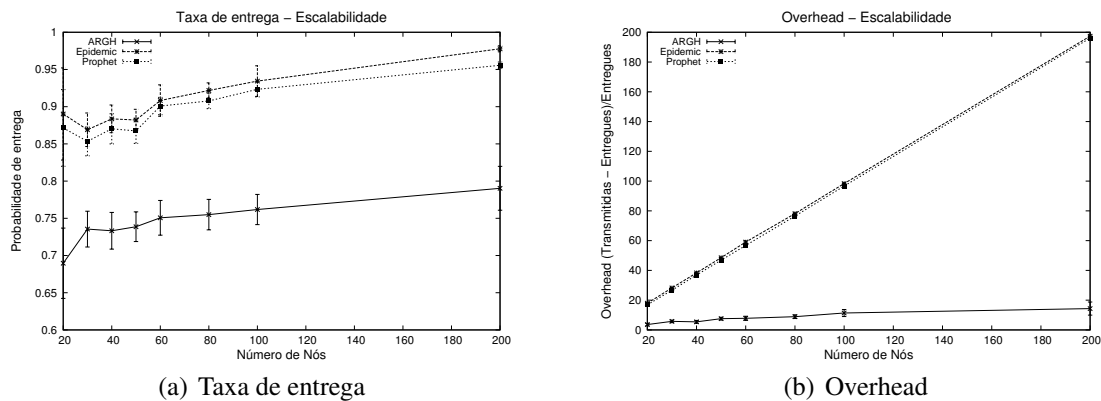 Taxa de entrega – Escalabilidade
ARGH
Epidemic
Prophet
Probabilidade de entrega
1
0.95
0.9
0.85
0.8
0.75
0.7
0.65
0.6
20 40 60 80 100 120 140 160 180 200
Número de Nós
(a) Taxa de entrega
Overhead – Escalabilidade
ARGH
Epidemic
Prophet
Overhead (Transmitidas – Entregues)/Entregues
200
180
160
140
120
100
80
60
40
20
0
20 40 60 80 100 120 140 160 180 200
Número de Nós
(b) Overhead